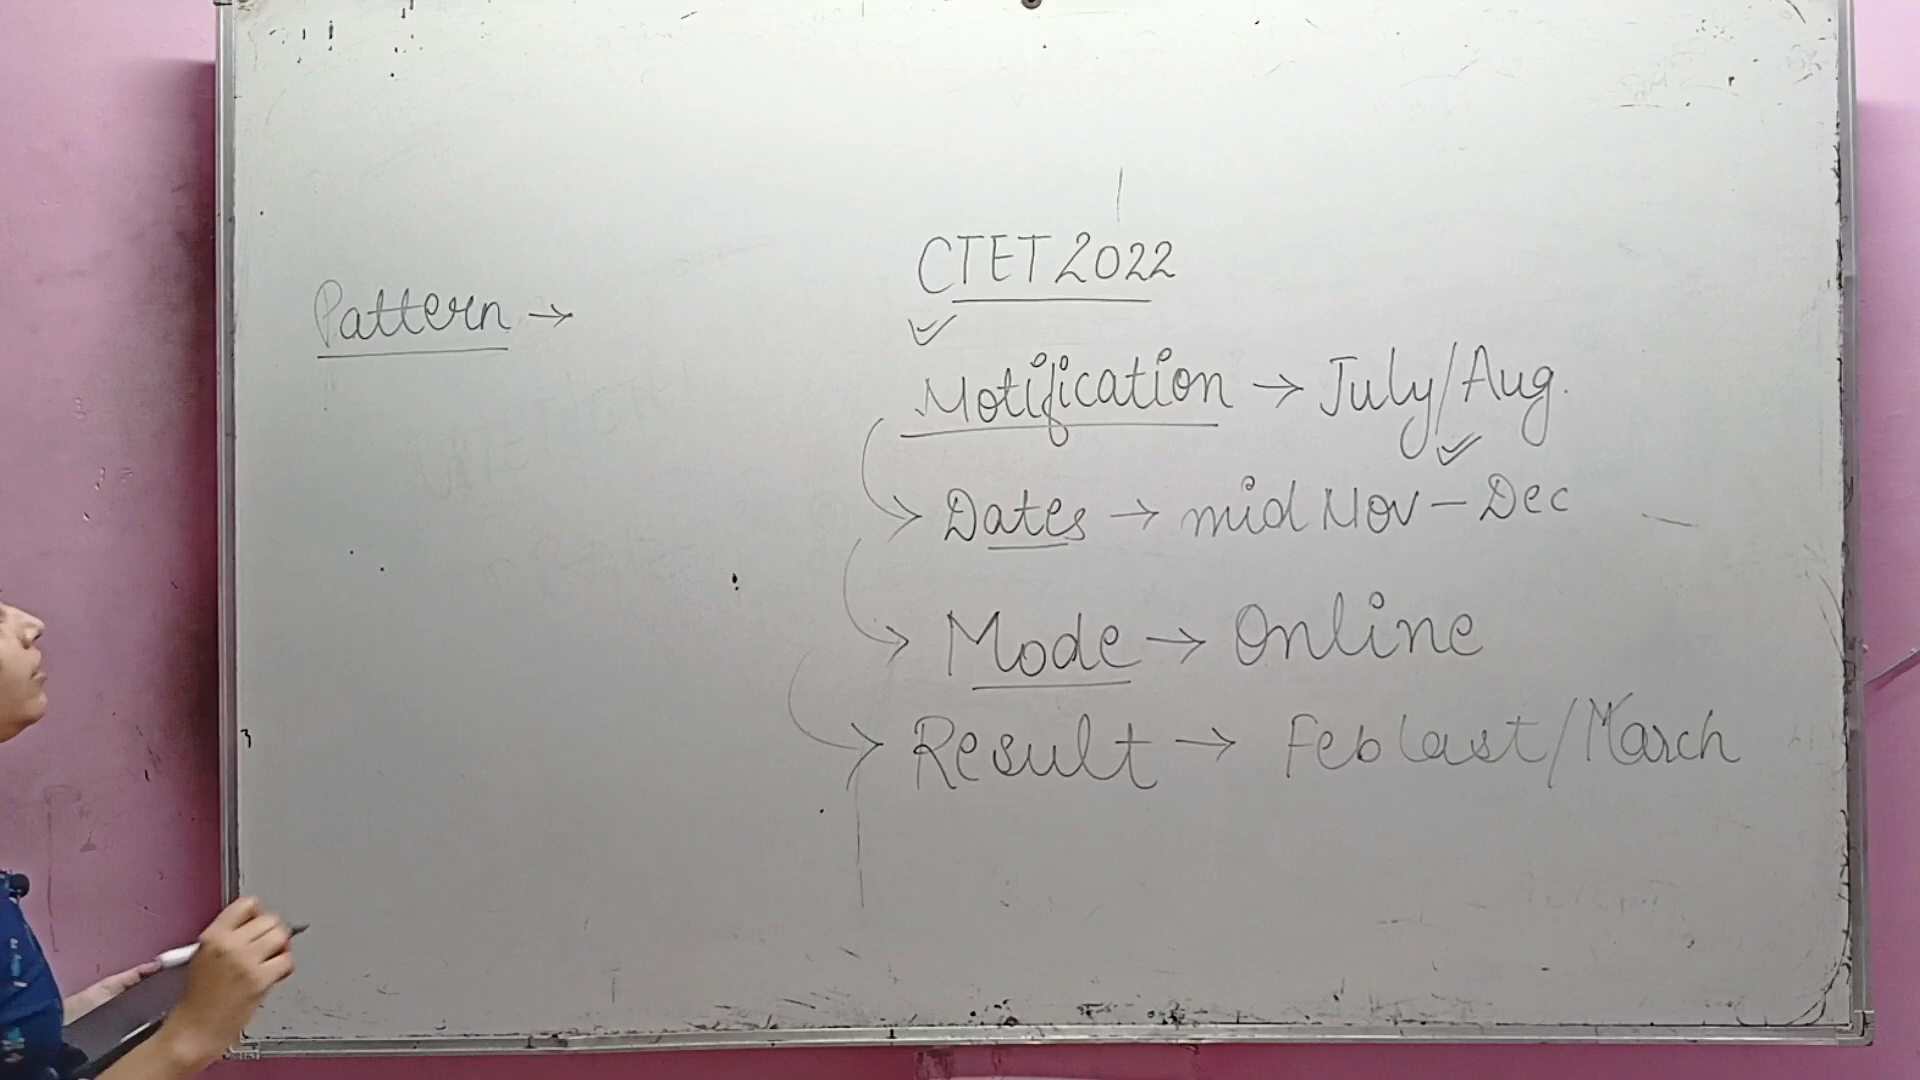 CTET 2022
Pattern →
Notification → July/Aug.
Dates → mid Nov - Dec
Mode → Online
Result → Feb last/March